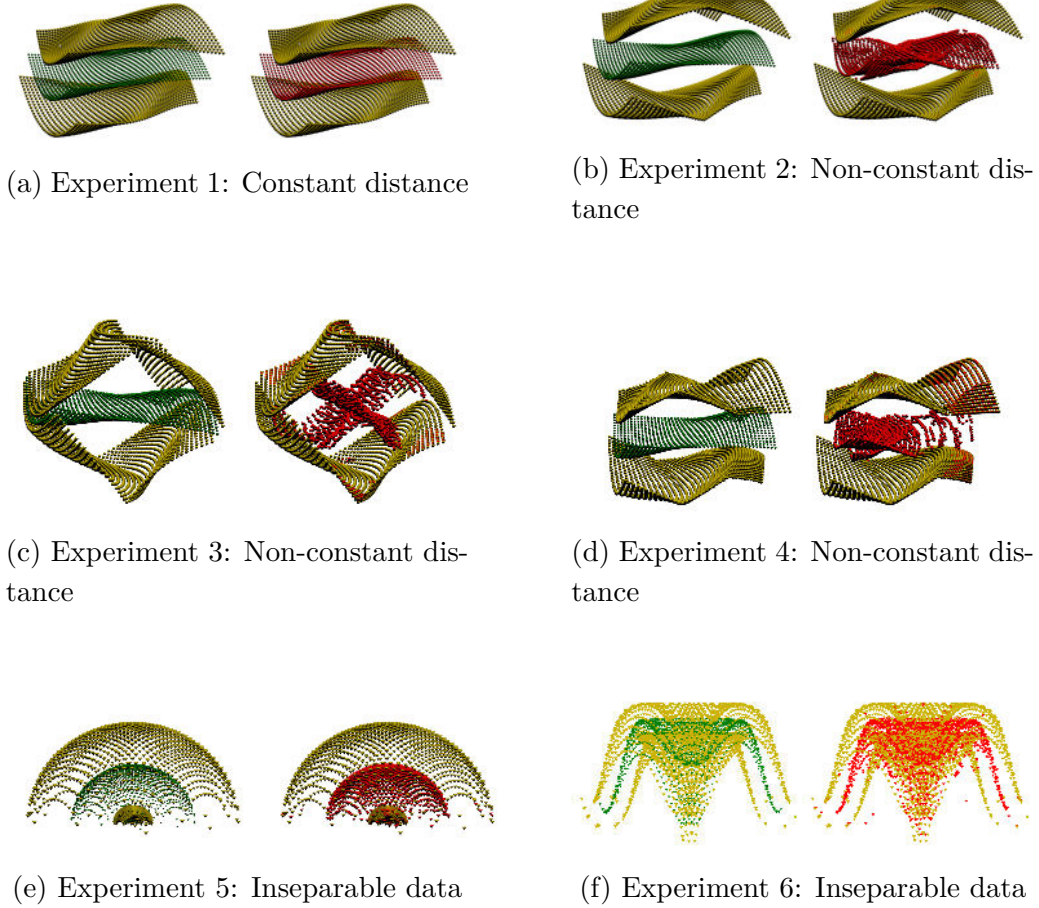 (a) Experiment 1: Constant distance
(b) Experiment 2: Non-constant dis-
tance
(c) Experiment 3: Non-constant dis-
tance
(d) Experiment 4: Non-constant dis-
tance
(e) Experiment 5: Inseparable data
(f) Experiment 6: Inseparable data